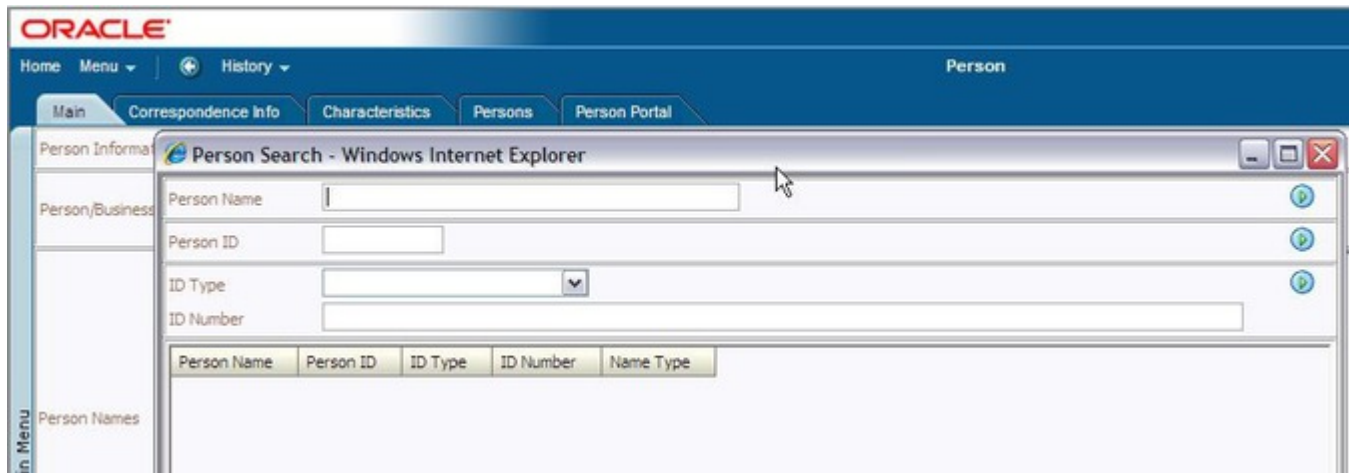 ORACLE
Home Menu History Person
Main Correspondence Info Characteristics Persons Person Portal
Person Informat
Person Search - Windows Internet Explorer
Person/Business
Person Name
Person ID
ID Type
ID Number
Person Name Person ID ID Type ID Number Name Type
Person Names
in Menu